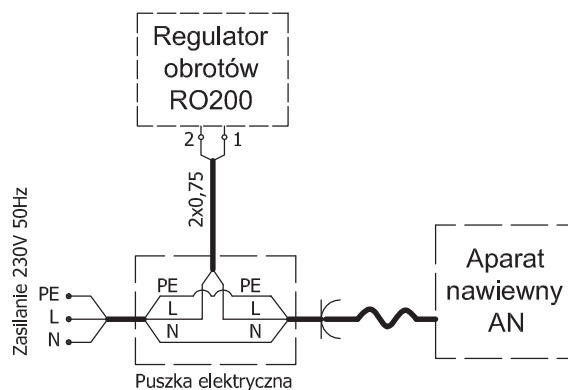 Regulator
obrotów
RO200
2 1
2x0,75
Zasilanie 230V 50Hz
PE
L
N
PE PE
L L
N N
Aparat
nawiewny
AN
Puszka elektryczna